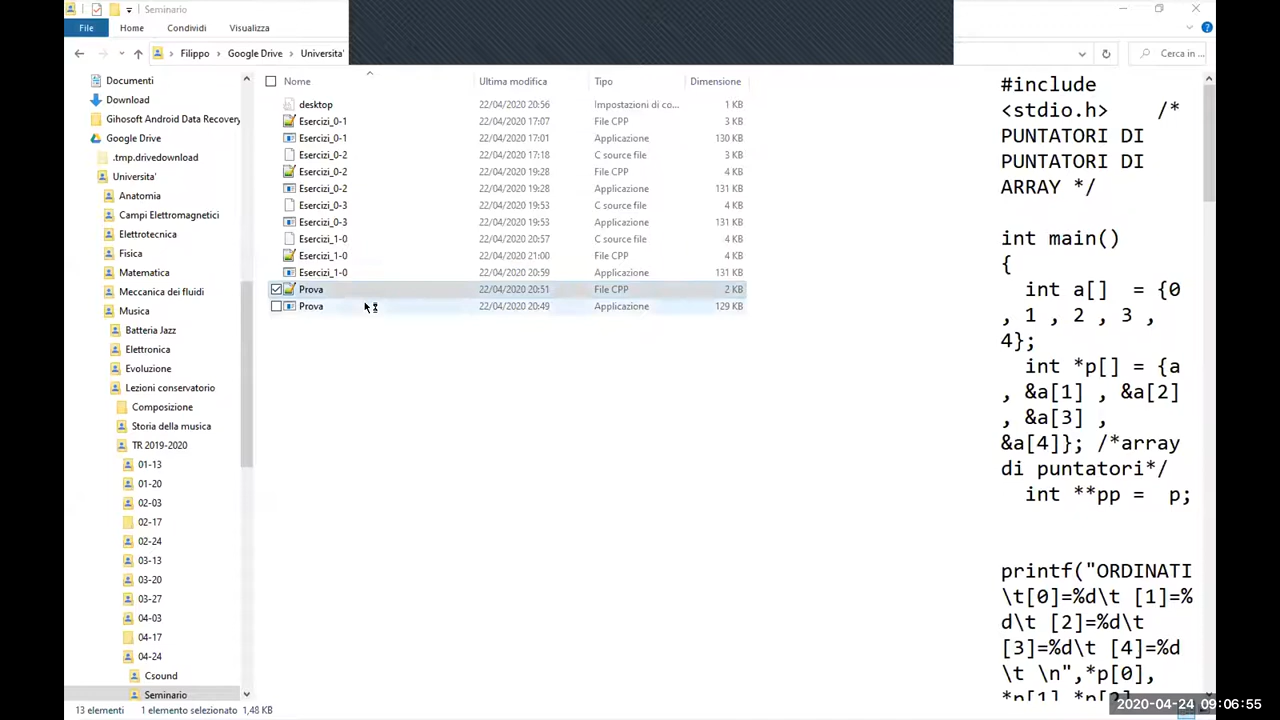 Seminario
File
Home
Condividi
Visualizza
Filippo
Google Drive
Universita'
Cerca in ...
Documenti
Download
Gihosoft Android Data Recovery
Google Drive
.tmp.drivedownload
Universita'
Anatomia
Campi Elettromagnetici
Elettrotecnica
Fisica
Matematica
Meccanica dei fluidi
Musica
Batteria Jazz
Elettronica
Evoluzione
Lezioni conservatorio
Composizione
Storia della musica
TR 2019-2020
01-13
01-20
02-03
02-17
02-24
03-13
03-20
03-27
04-03
04-17
04-24
Csound
Seminario
Nome Ultima modifica Tipo Dimensione
desktop 22/04/2020 20:56 Impostazioni di co... 1 KB
Esercizi_0-1 22/04/2020 17:07 File CPP 3 KB
Esercizi_0-1 22/04/2020 17:01 Applicazione 130 KB
Esercizi_0-2 22/04/2020 17:18 C source file 3 KB
Esercizi_0-2 22/04/2020 19:28 File CPP 4 KB
Esercizi_0-2 22/04/2020 19:28 Applicazione 131 KB
Esercizi_0-3 22/04/2020 19:53 C source file 4 KB
Esercizi_0-3 22/04/2020 19:53 Applicazione 131 KB
Esercizi_1-0 22/04/2020 20:57 C source file 4 KB
Esercizi_1-0 22/04/2020 21:00 File CPP 4 KB
Esercizi_1-0 22/04/2020 20:59 Applicazione 131 KB
Prova 22/04/2020 20:51 File CPP 2 KB
Prova 22/04/2020 20:49 Applicazione 129 KB
#include
<stdio.h> /*
PUNTATORI DI
PUNTATORI DI
ARRAY */
int main()
{
int a[] = {0
, 1 , 2 , 3 ,
4};
int *p[] = {a
, &a[1] , &a[2]
, &a[3] ,
&a[4]}; /*array
di puntatori*/
int **pp = p;
printf("ORDINATI
\t[0]=%d\t [1]=%
d\t [2]=%d\t
[3]=%d\t [4]=%d
\t \n",*p[0],
*p[1],*p[2]
13 elementi 1 elemento selezionato 1,48 KB
2020-04-24 09:06:55